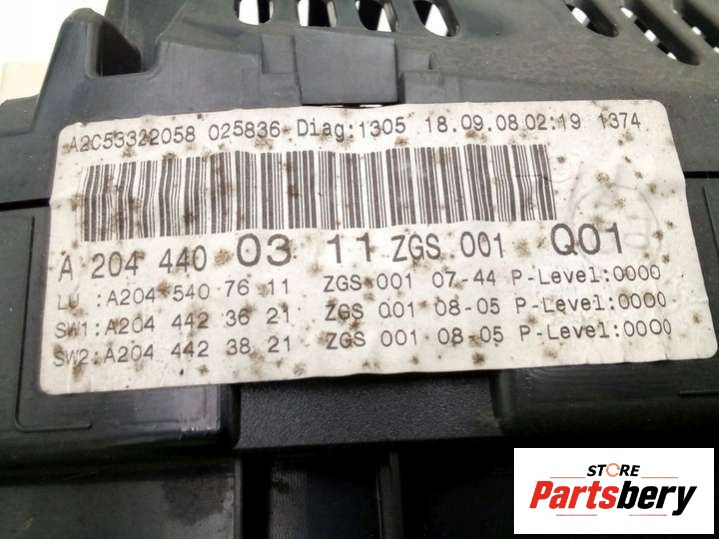 A2C53322058 025836 Diag:1305 18.09.08 02:19 1374
A 204 440 03 11 ZGS 001 Q01
LU :A204 540 76 11 ZGS 001 07-44 P-Level:0000
SW1:A204 442 36 21 ZGS 001 08-05 P-Level:0000
SW2:A204 442 38 21 ZGS 001 08-05 P-Level:0000
STORE
Partsbery